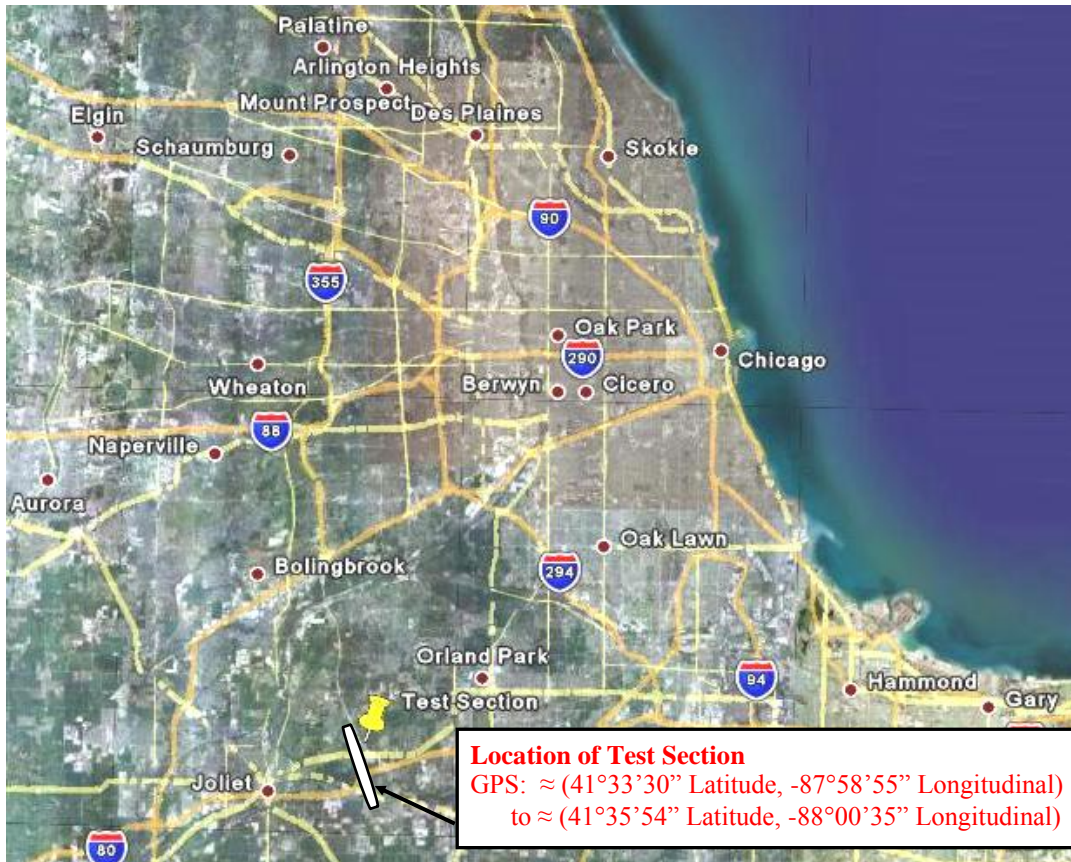 Palatine
Arlington Heights
Mount Prospect
Des Plaines
Elgin
Schaumburg
Skokie
90
355
Oak Park
290
Chicago
Wheaton
Berwyn
Cicero
88
Naperville
Aurora
Oak Lawn
Bolingbrook
294
Orland Park
94
Hammond
Gary
Test Section
Joliet
80
Location of Test Section
GPS: ≈ (41°33’30” Latitude, -87°58’55” Longitudinal)
to ≈ (41°35’54” Latitude, -88°00’35” Longitudinal)